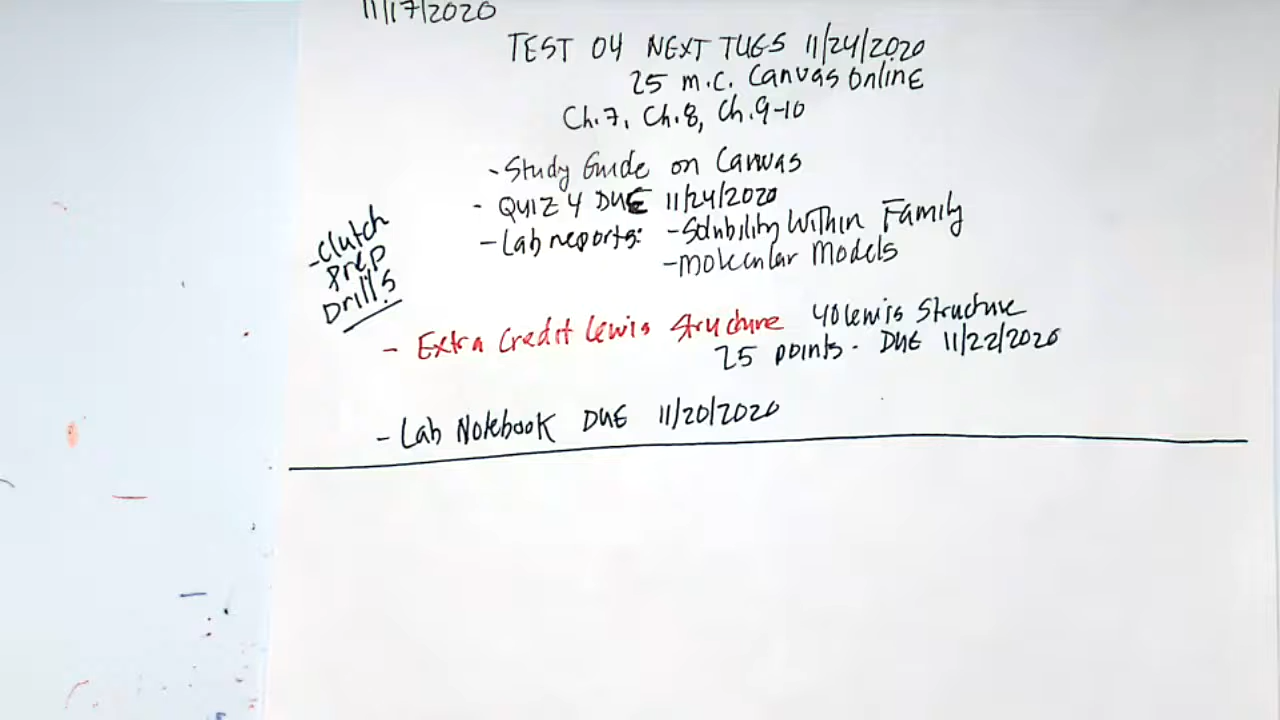 11/17/2020
TEST 04 NEXT TUES 11/24/2020
25 M.C. Canvas Online
Ch.7, Ch.8, Ch.9-10
- Study Guide on Canvas
- QUIZ 4 DUE 11/24/2020
- Lab reports: - Solubility Within Family
- Molecular Models
- Clutch
Prep
Drills
- Extra Credit Lewis Structure 40 Lewis Structure
25 points. DUE 11/22/2020
- Lab Notebook DUE 11/20/2020